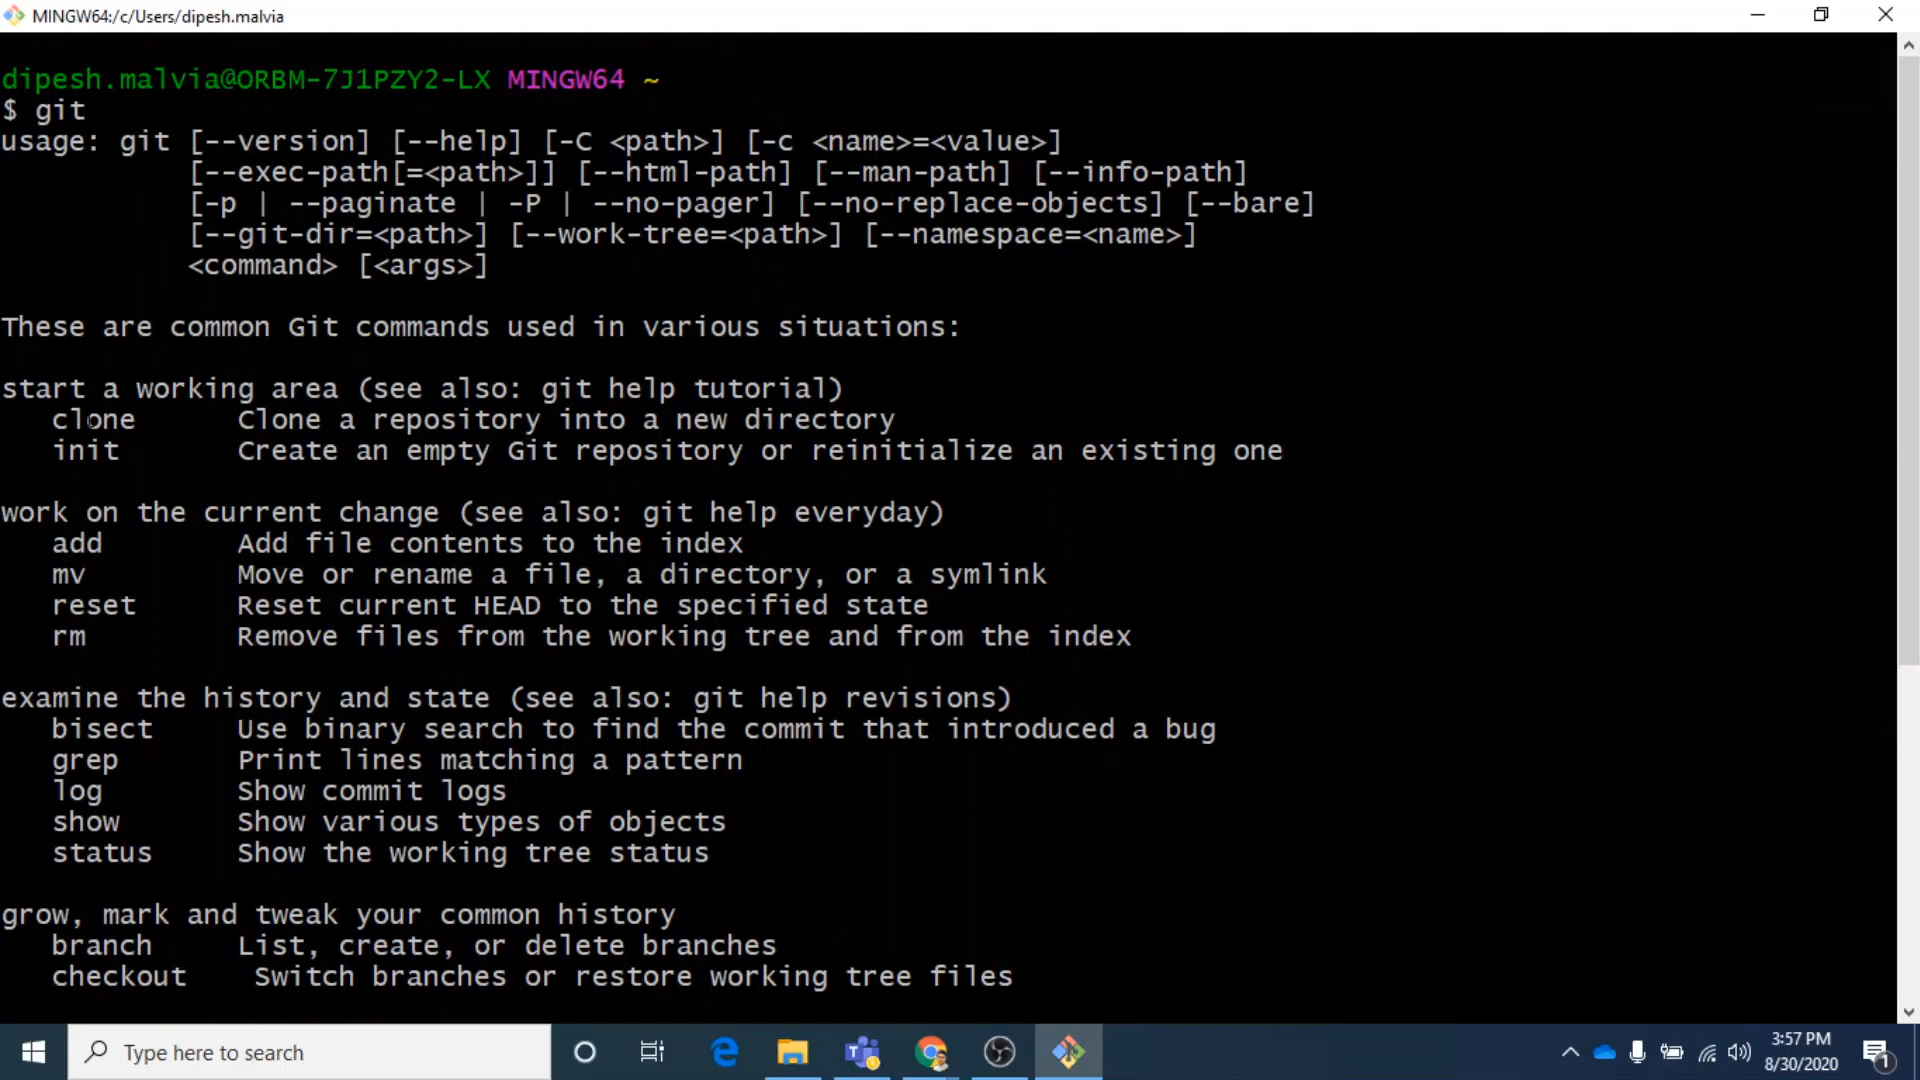 MINGW64:/c/Users/dipesh.malvia
dipesh.malvia@ORBM-7J1PZY2-LX MINGW64 ~
$ git
usage: git [--version] [--help] [-C <path>] [-c <name>=<value>]
[--exec-path[=<path>]] [--html-path] [--man-path] [--info-path]
[-p | --paginate | -P | --no-pager] [--no-replace-objects] [--bare]
[--git-dir=<path>] [--work-tree=<path>] [--namespace=<name>]
<command> [<args>]
These are common Git commands used in various situations:
start a working area (see also: git help tutorial)
clone Clone a repository into a new directory
init Create an empty Git repository or reinitialize an existing one
work on the current change (see also: git help everyday)
add Add file contents to the index
mv Move or rename a file, a directory, or a symlink
reset Reset current HEAD to the specified state
rm Remove files from the working tree and from the index
examine the history and state (see also: git help revisions)
bisect Use binary search to find the commit that introduced a bug
grep Print lines matching a pattern
log Show commit logs
show Show various types of objects
status Show the working tree status
grow, mark and tweak your common history
branch List, create, or delete branches
checkout Switch branches or restore working tree files
Type here to search
3:57 PM
8/30/2020
1